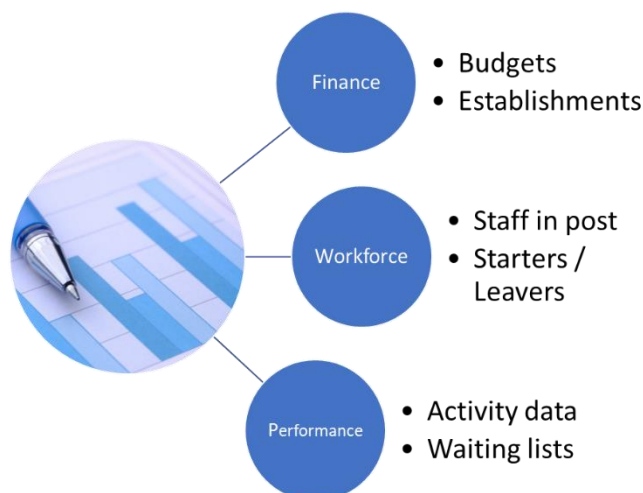 Finance
• Budgets
• Establishments
Workforce
• Staff in post
• Starters /
Leavers
Performance
• Activity data
• Waiting lists